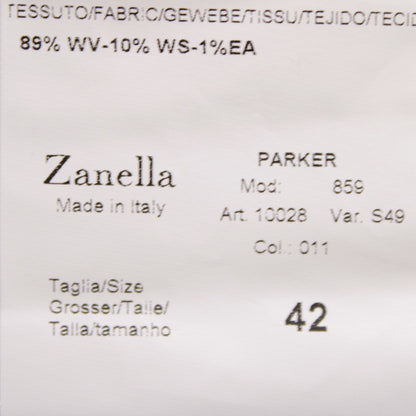 TESSUTO/FABRIC/GEWEBE/TISSU/TEJIDO/TECID
89% WV-10% WS-1%EA
Zanella
Made in Italy
PARKER
Mod: 859
Art. 10028 Var. S49
Col.: 011
Taglia/Size
Grosser/Taile/
Talla/tamanho
42